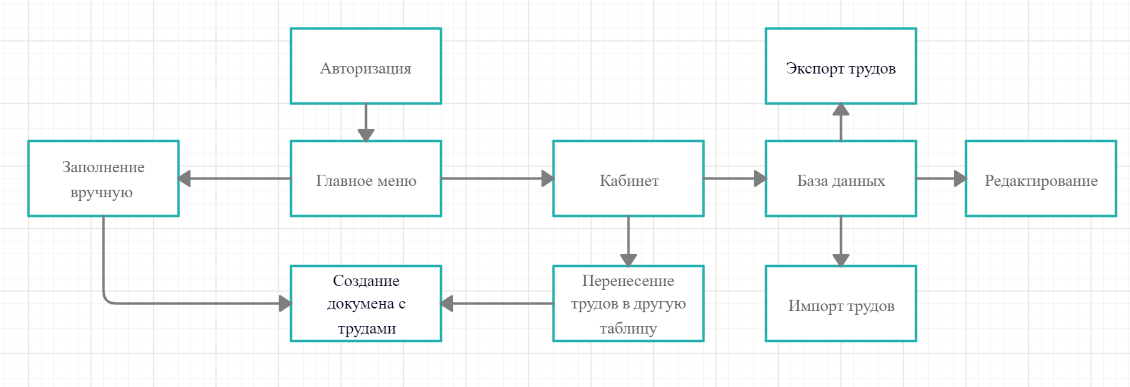 Авторизация
Экспорт трудов
Заполнение
вручную
Главное меню
Кабинет
База данных
Редактирование
Создание
докумена с
трудами
Перенесение
трудов в другую
таблицу
Импорт трудов